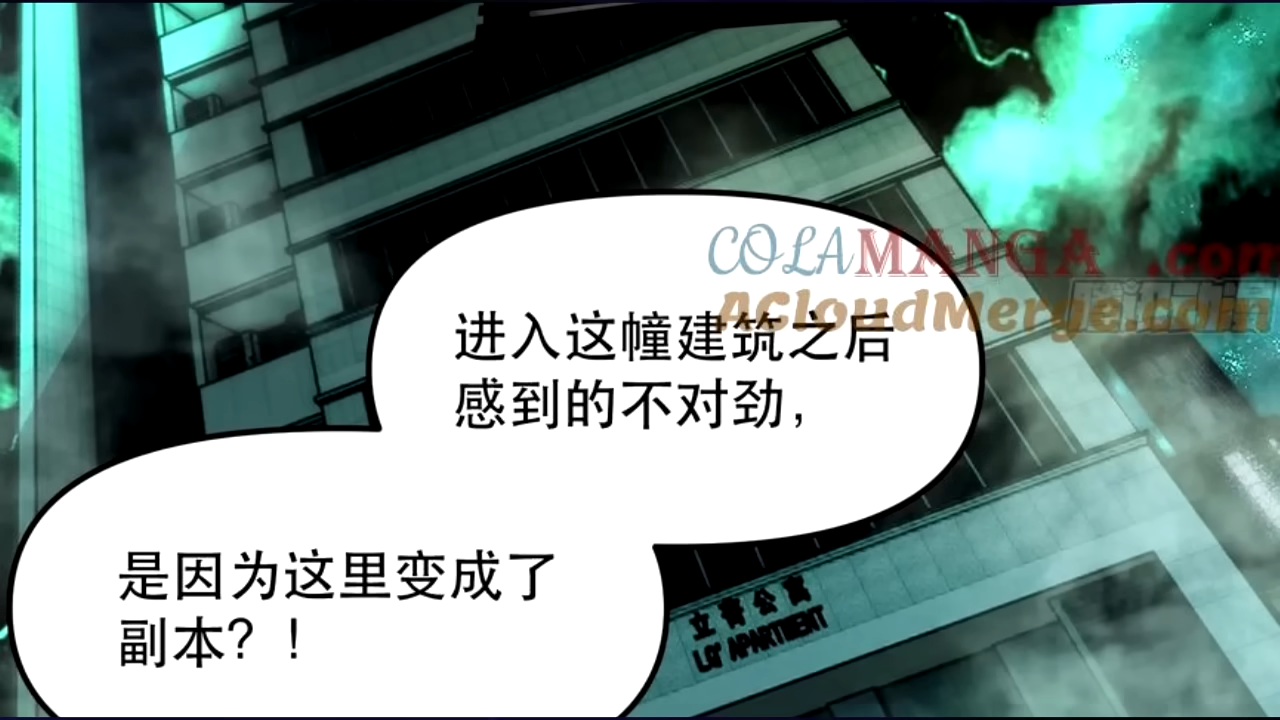 COLAMANGA.com
ACloudMerge.com
进入这幢建筑之后
感到的不对劲，
是因为这里变成了
副本？！
立青公寓
LQ' APARTMENT